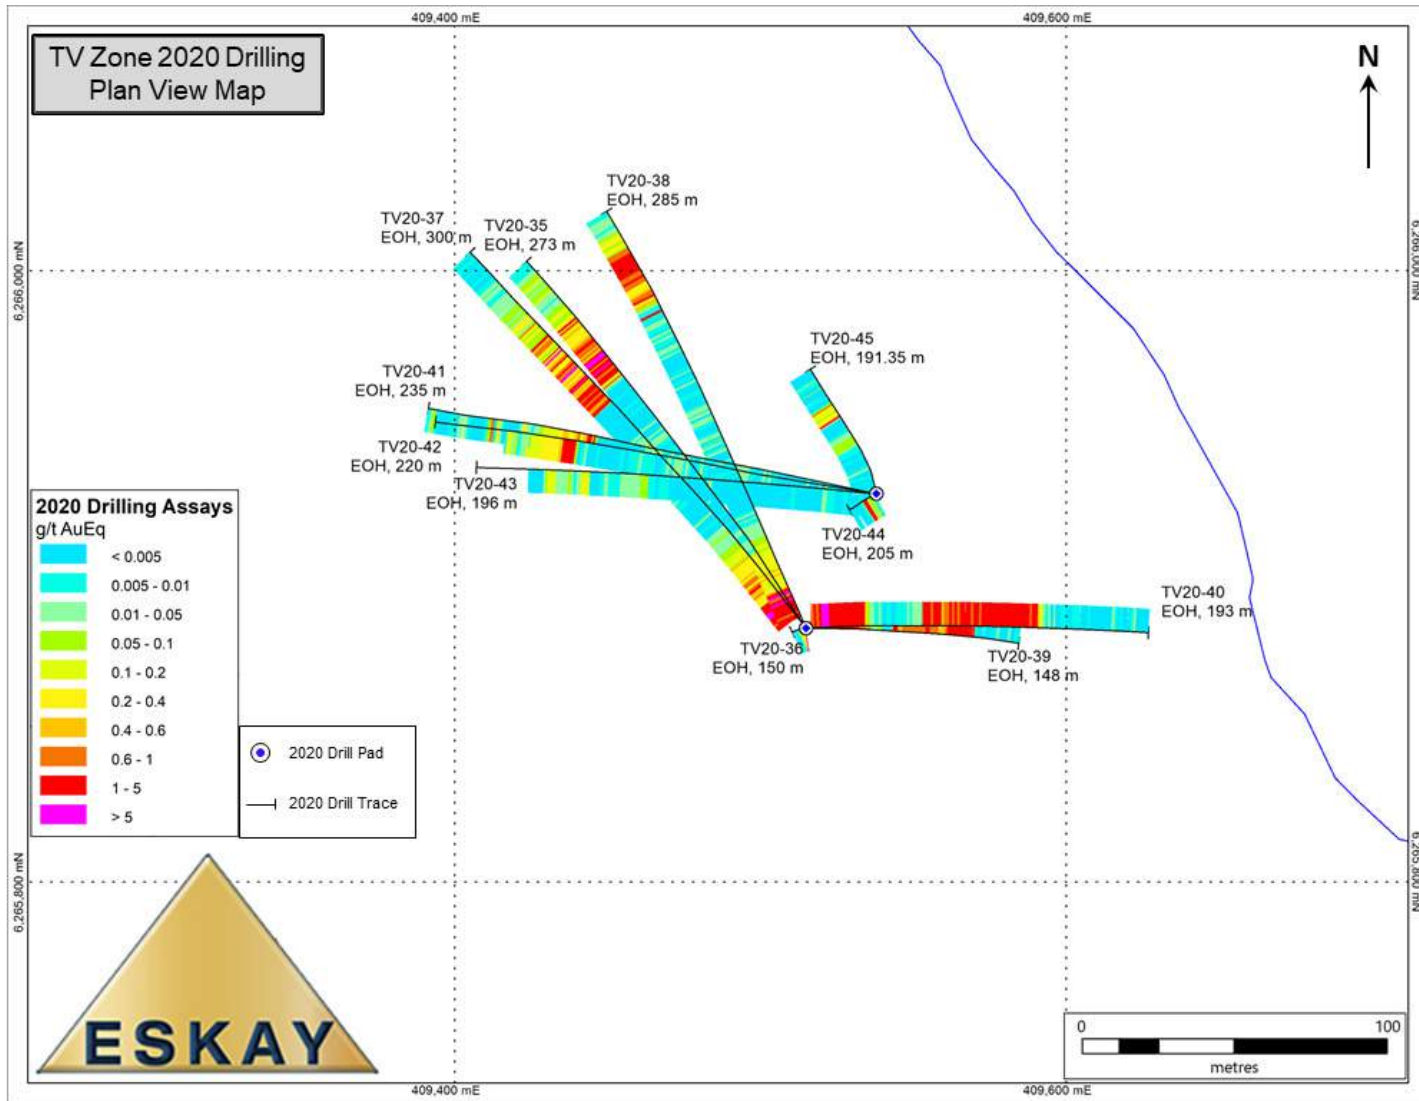 409,400 mE
409,600 mE
TV Zone 2020 Drilling
Plan View Map
N
TV20-38
EOH, 285 m
TV20-37
EOH, 300 m
TV20-35
EOH, 273 m
6,266,000 mN
6,266,000 mN
TV20-45
EOH, 191.35 m
TV20-41
EOH, 235 m
TV20-42
EOH, 220 m
TV20-43
EOH, 196 m
TV20-44
EOH, 205 m
TV20-40
EOH, 193 m
TV20-36
EOH, 150 m
TV20-39
EOH, 148 m
2020 Drilling Assays
g/t AuEq
< 0.005
0.005 - 0.01
0.01 - 0.05
0.05 - 0.1
0.1 - 0.2
0.2 - 0.4
0.4 - 0.6
0.6 - 1
1 - 5
> 5
2020 Drill Pad
2020 Drill Trace
6,265,800 mN
6,265,800 mN
ESKAY
0 100
metres
409,400 mE
409,600 mE